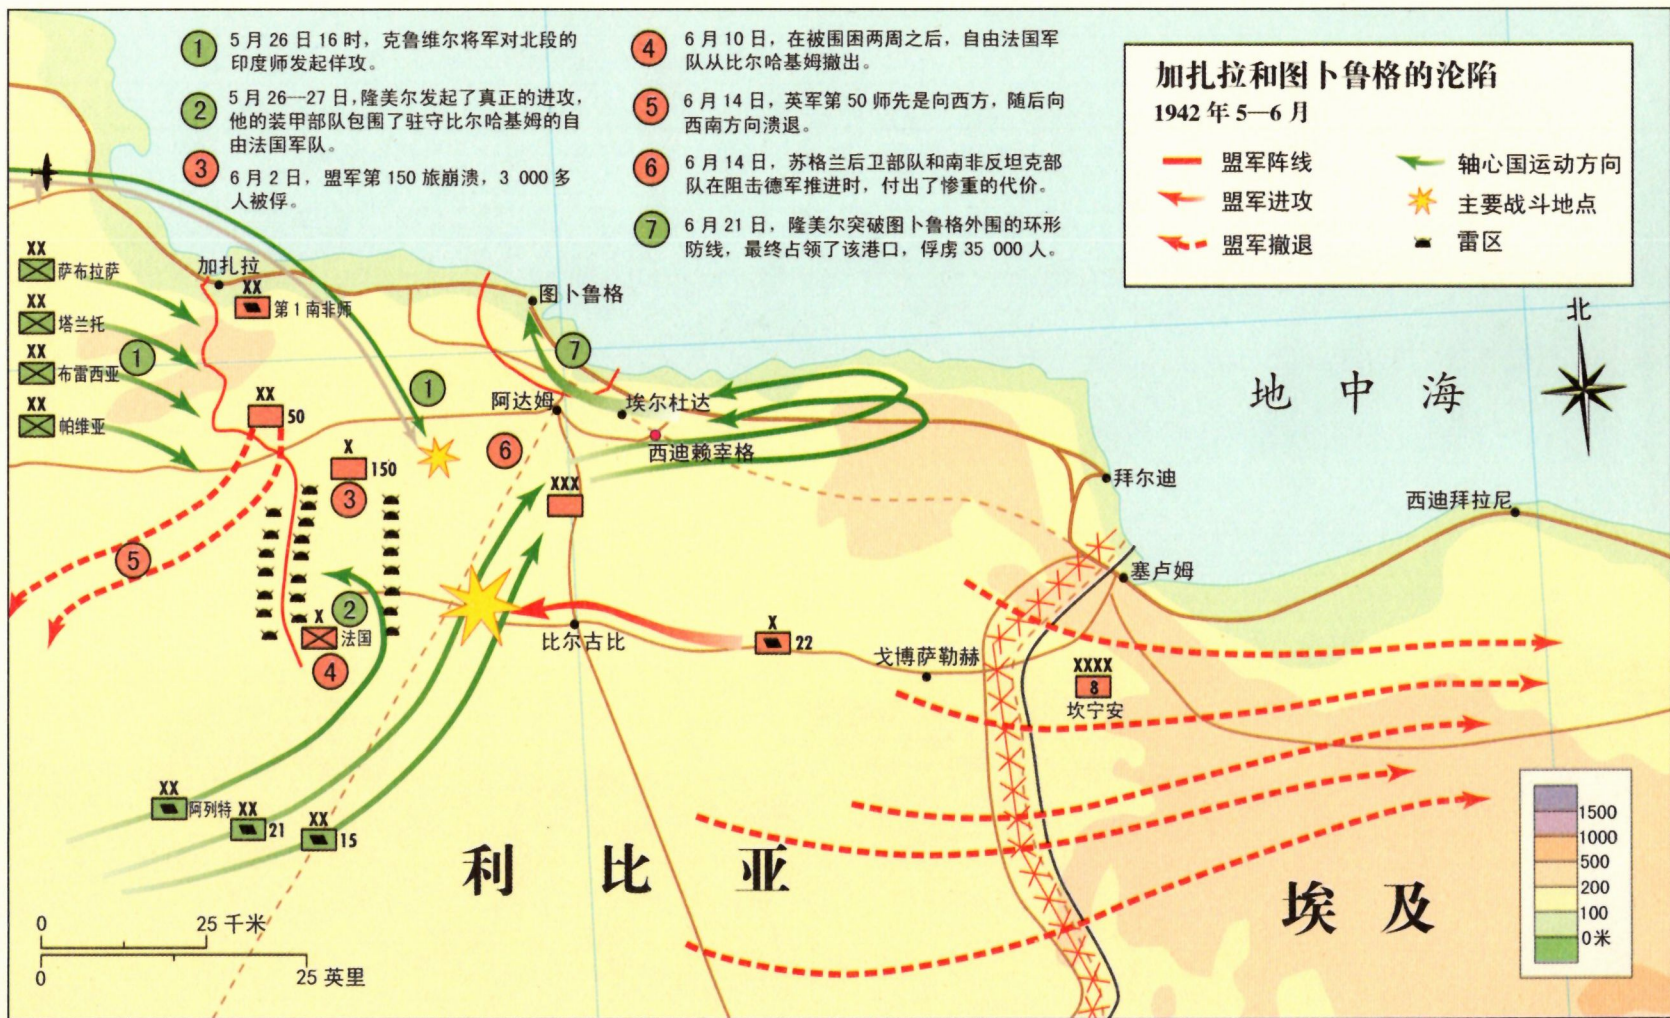 1 5月26日16时，克鲁维尔将军对北段的
印度师发起佯攻。
2 5月26—27日，隆美尔发起了真正的进攻，
他的装甲部队包围了驻守比尔哈基姆的自
由法国军队。
3 6月2日，盟军第150旅崩溃，3 000多
人被俘。
4 6月10日，在被围困两周之后，自由法国军
队从比尔哈基姆撤出。
5 6月14日，英军第50师先是向西方，随后向
西南方向溃退。
6 6月14日，苏格兰后卫部队和南非反坦克部
队在阻击德军推进时，付出了惨重的代价。
7 6月21日，隆美尔突破图卜鲁格外围的环形
防线，最终占领了该港口，俘虏35 000人。
加扎拉和图卜鲁格的沦陷
1942年5—6月
盟军阵线
盟军进攻
盟军撤退
轴心国运动方向
主要战斗地点
雷区
XX
萨布拉萨
XX
塔兰托
XX
布雷西亚
XX
帕维亚
1
加扎拉
XX
第1南非师
图卜鲁格
7
北
地中海
1
阿达姆
埃尔杜达
西迪赖宰格
XX
50
X
150
3
6
XXX
拜尔迪
西迪拜拉尼
塞卢姆
5
2
X
法国
4
比尔古比
X
22
戈博萨勒赫
XXXX
8
坎宁安
XX
阿列特
XX
21
XX
15
利比亚
埃及
0
25千米
0
25英里
1500
1000
500
200
100
0米